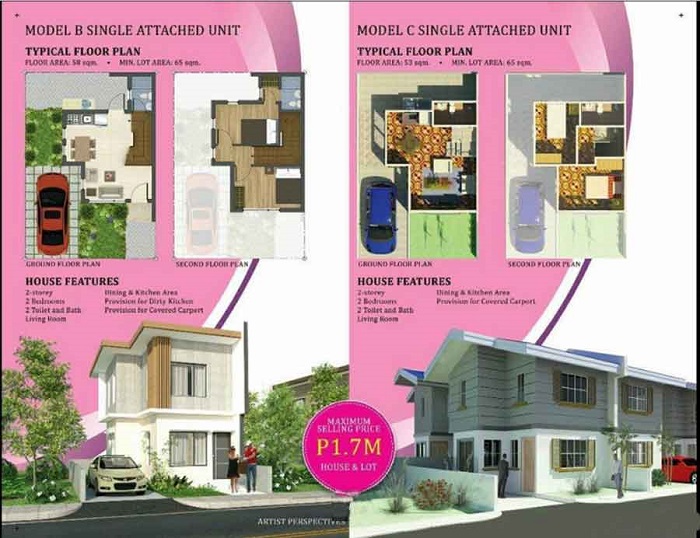 MODEL B SINGLE ATTACHED UNIT
TYPICAL FLOOR PLAN
FLOOR AREA: 58 sqm. • MIN. LOT AREA: 65 sqm.
GROUND FLOOR PLAN
SECOND FLOOR PLAN
HOUSE FEATURES
2-storey
2 Bedrooms
2 Toilet and Bath
Living Room
Dining & Kitchen Area
Provision for Dirty Kitchen
Provision for Covered Carport
MODEL C SINGLE ATTACHED UNIT
TYPICAL FLOOR PLAN
FLOOR AREA: 53 sqm. • MIN. LOT AREA: 65 sqm.
GROUND FLOOR PLAN
SECOND FLOOR PLAN
HOUSE FEATURES
2-storey
2 Bedrooms
2 Toilet and Bath
Living Room
Dining & Kitchen Area
Provision for Covered Carport
MAXIMUM
SELLING PRICE
P1.7M
HOUSE & LOT
ARTIST PERSPECTIVES